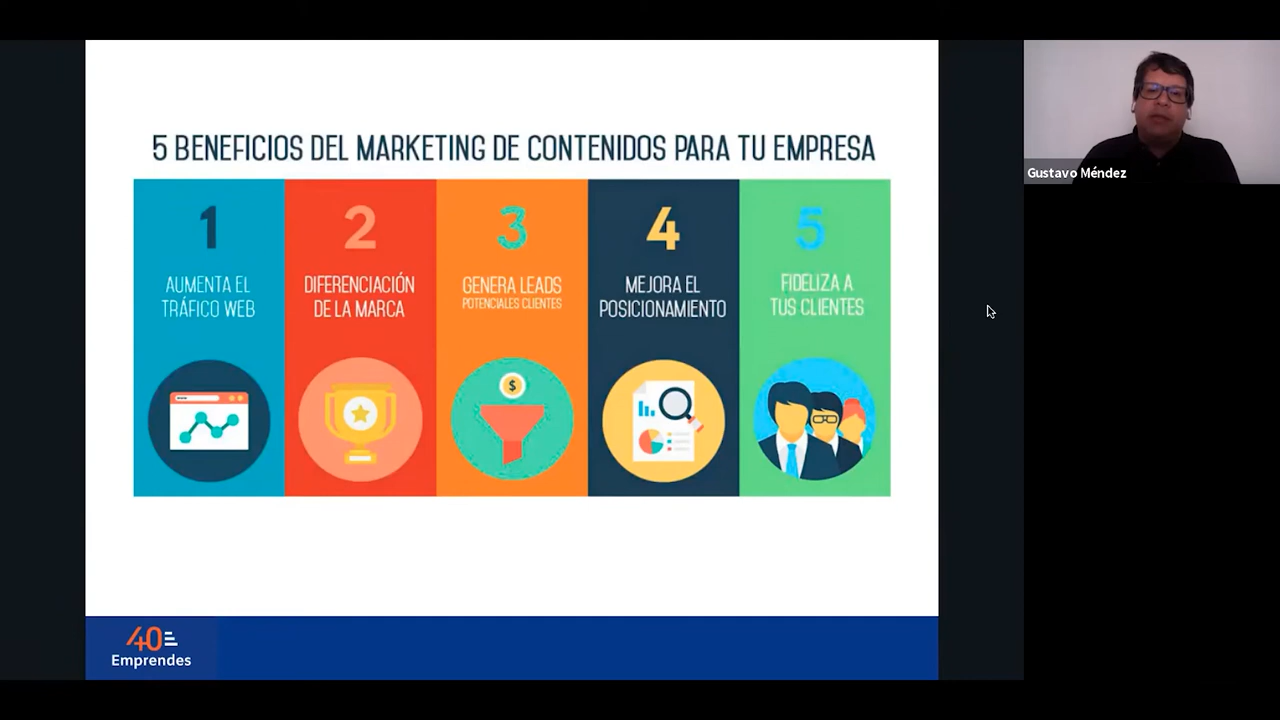 5 BENEFICIOS DEL MARKETING DE CONTENIDOS PARA TU EMPRESA
1
AUMENTA EL
TRÁFICO WEB
2
DIFERENCIACIÓN
DE LA MARCA
3
GENERA LEADS
POTENCIALES CLIENTES
$
4
MEJORA EL
POSICIONAMIENTO
5
FIDELIZA A
TUS CLIENTES
40
Emprendes
Gustavo Méndez